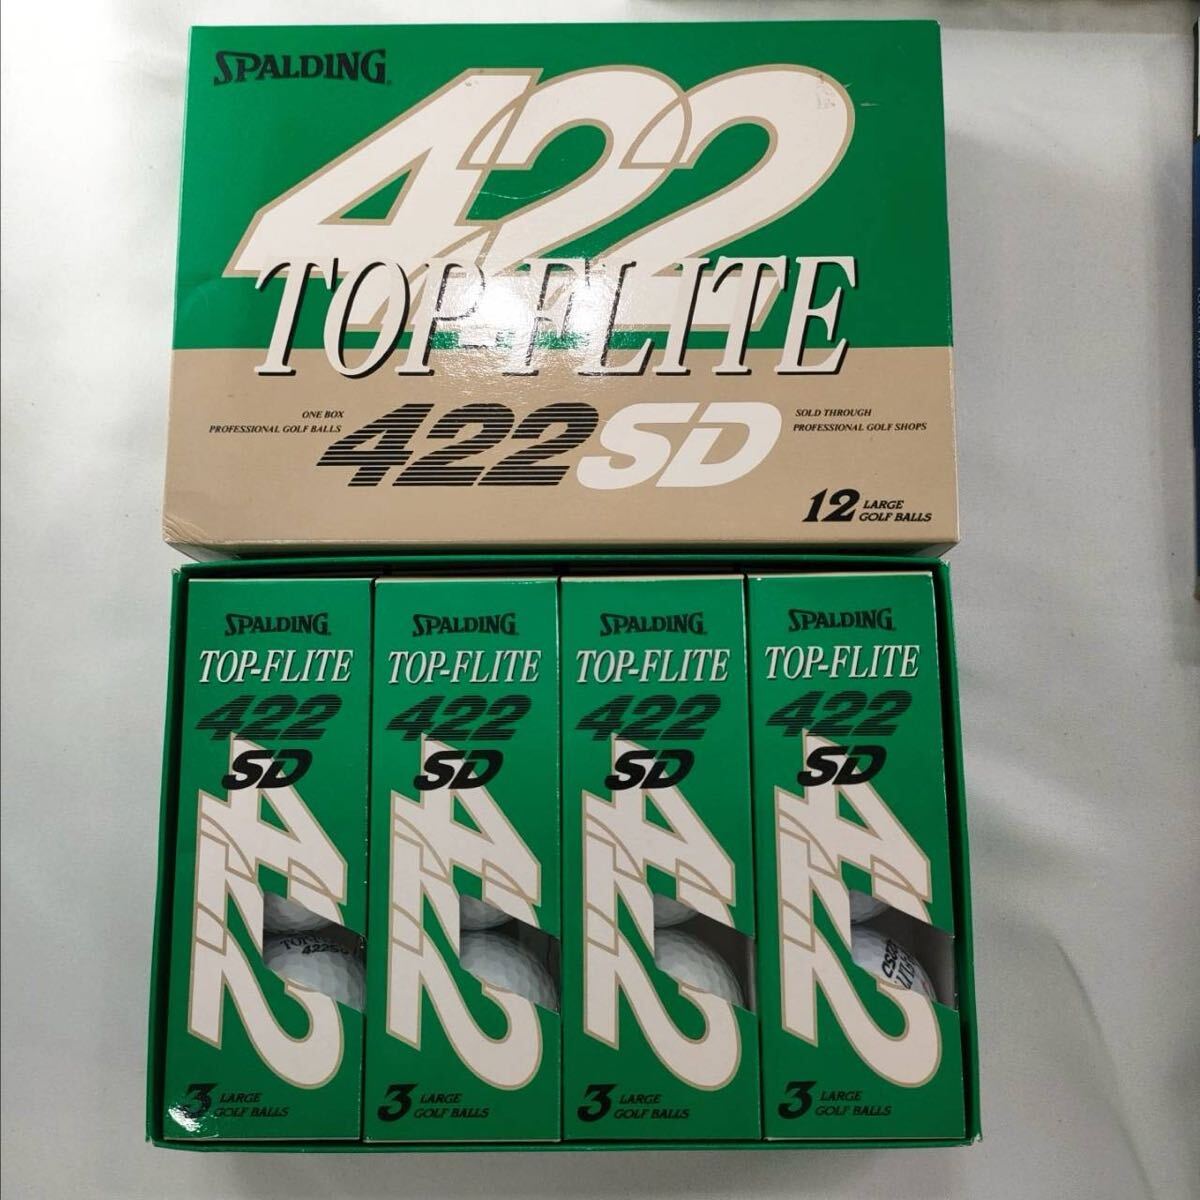 SPALDING
422
TOP-FLITE
ONE BOX
PROFESSIONAL GOLF BALLS
422SD
SOLD THROUGH
PROFESSIONAL GOLF SHOPS
12 LARGE
GOLF BALLS
SPALDING
TOP-FLITE
422
SD
422
3 LARGE
GOLF BALLS
SPALDING
TOP-FLITE
422
SD
422
3 LARGE
GOLF BALLS
SPALDING
TOP-FLITE
422
SD
422
3 LARGE
GOLF BALLS
SPALDING
TOP-FLITE
422
SD
422
3 LARGE
GOLF BALLS